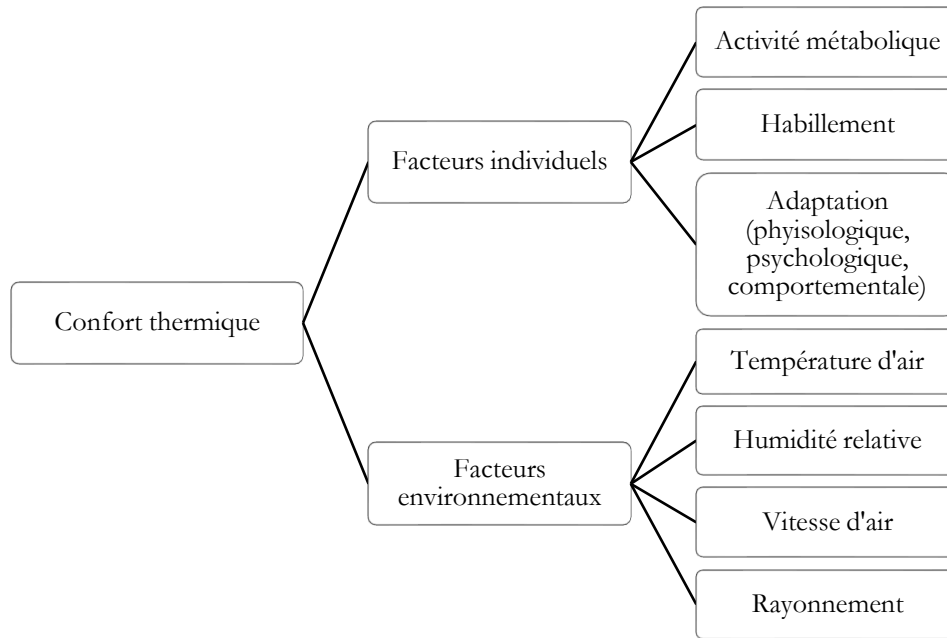 Confort thermique
Facteurs individuels
Activité métabolique
Habillement
Adaptation
(phyisologique,
psychologique,
comportementale)
Facteurs
environnementaux
Température d'air
Humidité relative
Vitesse d'air
Rayonnement